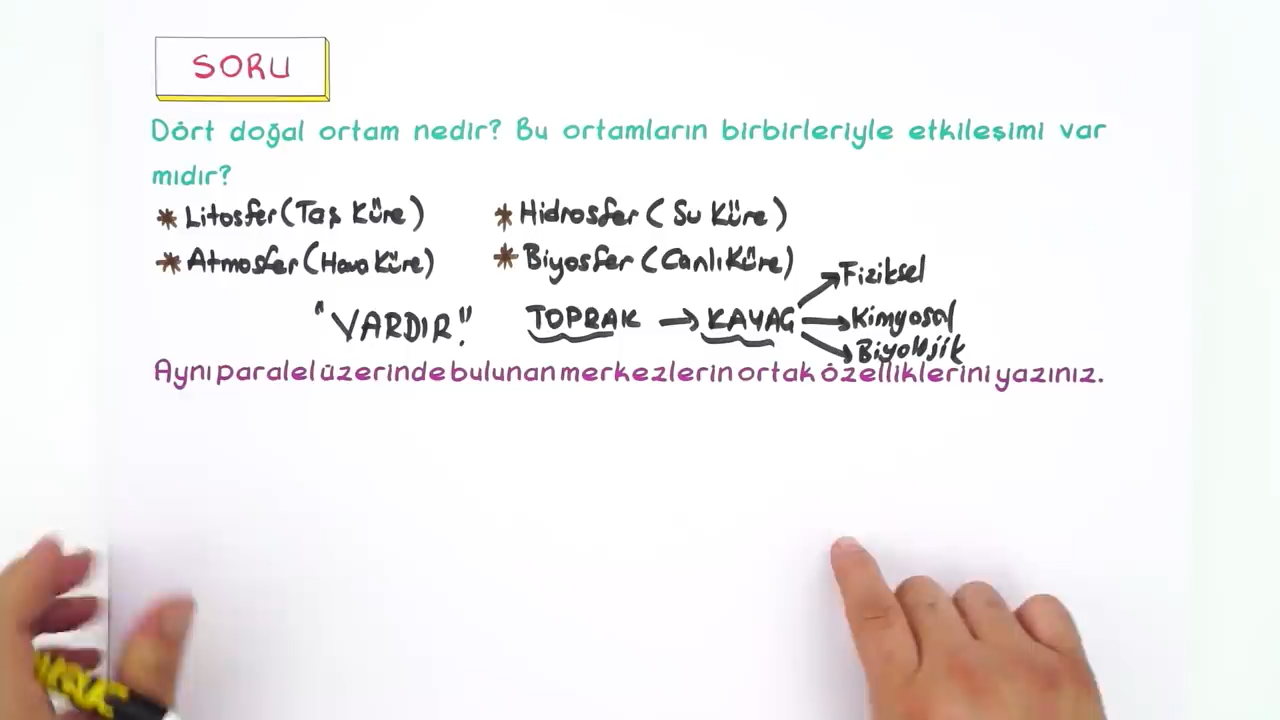 SORU
Dört doğal ortam nedir? Bu ortamların birbirleriyle etkileşimi var
mıdır?
* Litosfer (Taş Küre) * Hidrosfer (Su Küre)
* Atmosfer (Hava Küre) * Biyosfer (Canlı Küre)
Fiziksel
"VARDIR." TOPRAK → KAYAÇ → Kimyasal
Biyolojik
Aynı paralel üzerinde bulunan merkezlerin ortak özelliklerini yazınız.